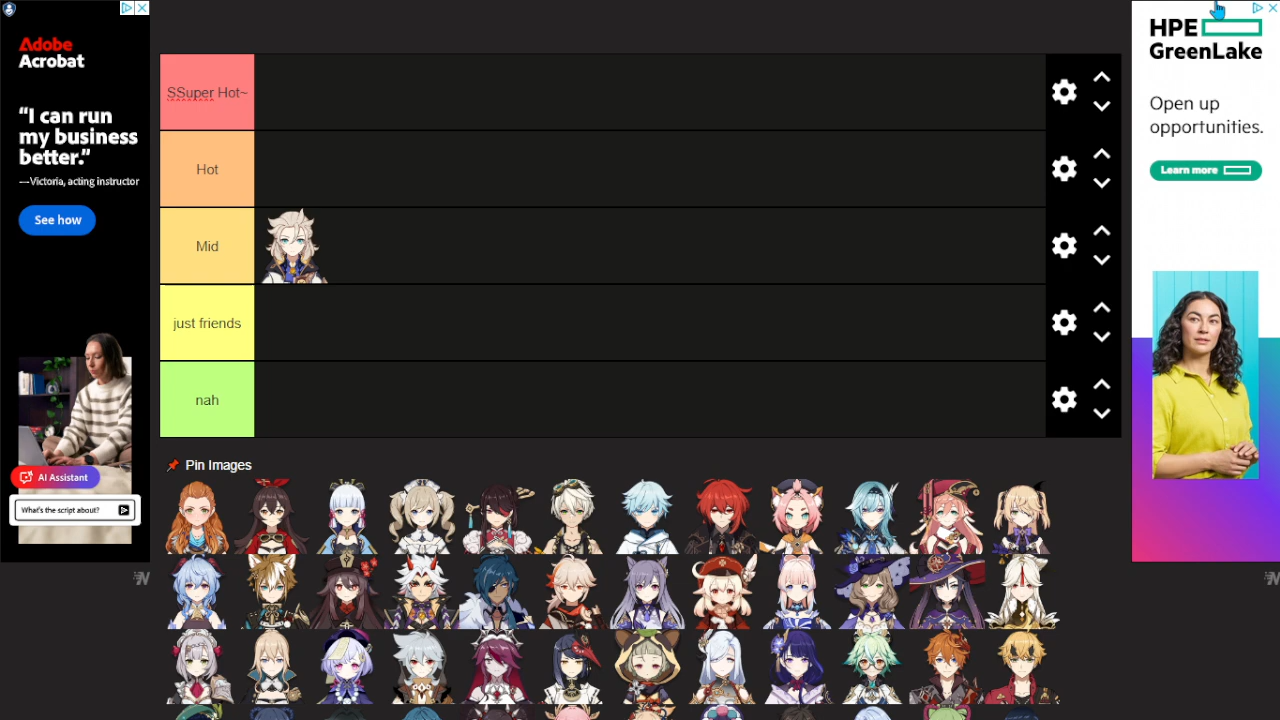 Adobe
Acrobat
“I can run
my business
better.”
—Victoria, acting instructor
See how
AI Assistant
What's the script about?
SSuper Hot~
Hot
Mid
just friends
nah
Pin Images
HPE
GreenLake
Open up
opportunities.
Learn more